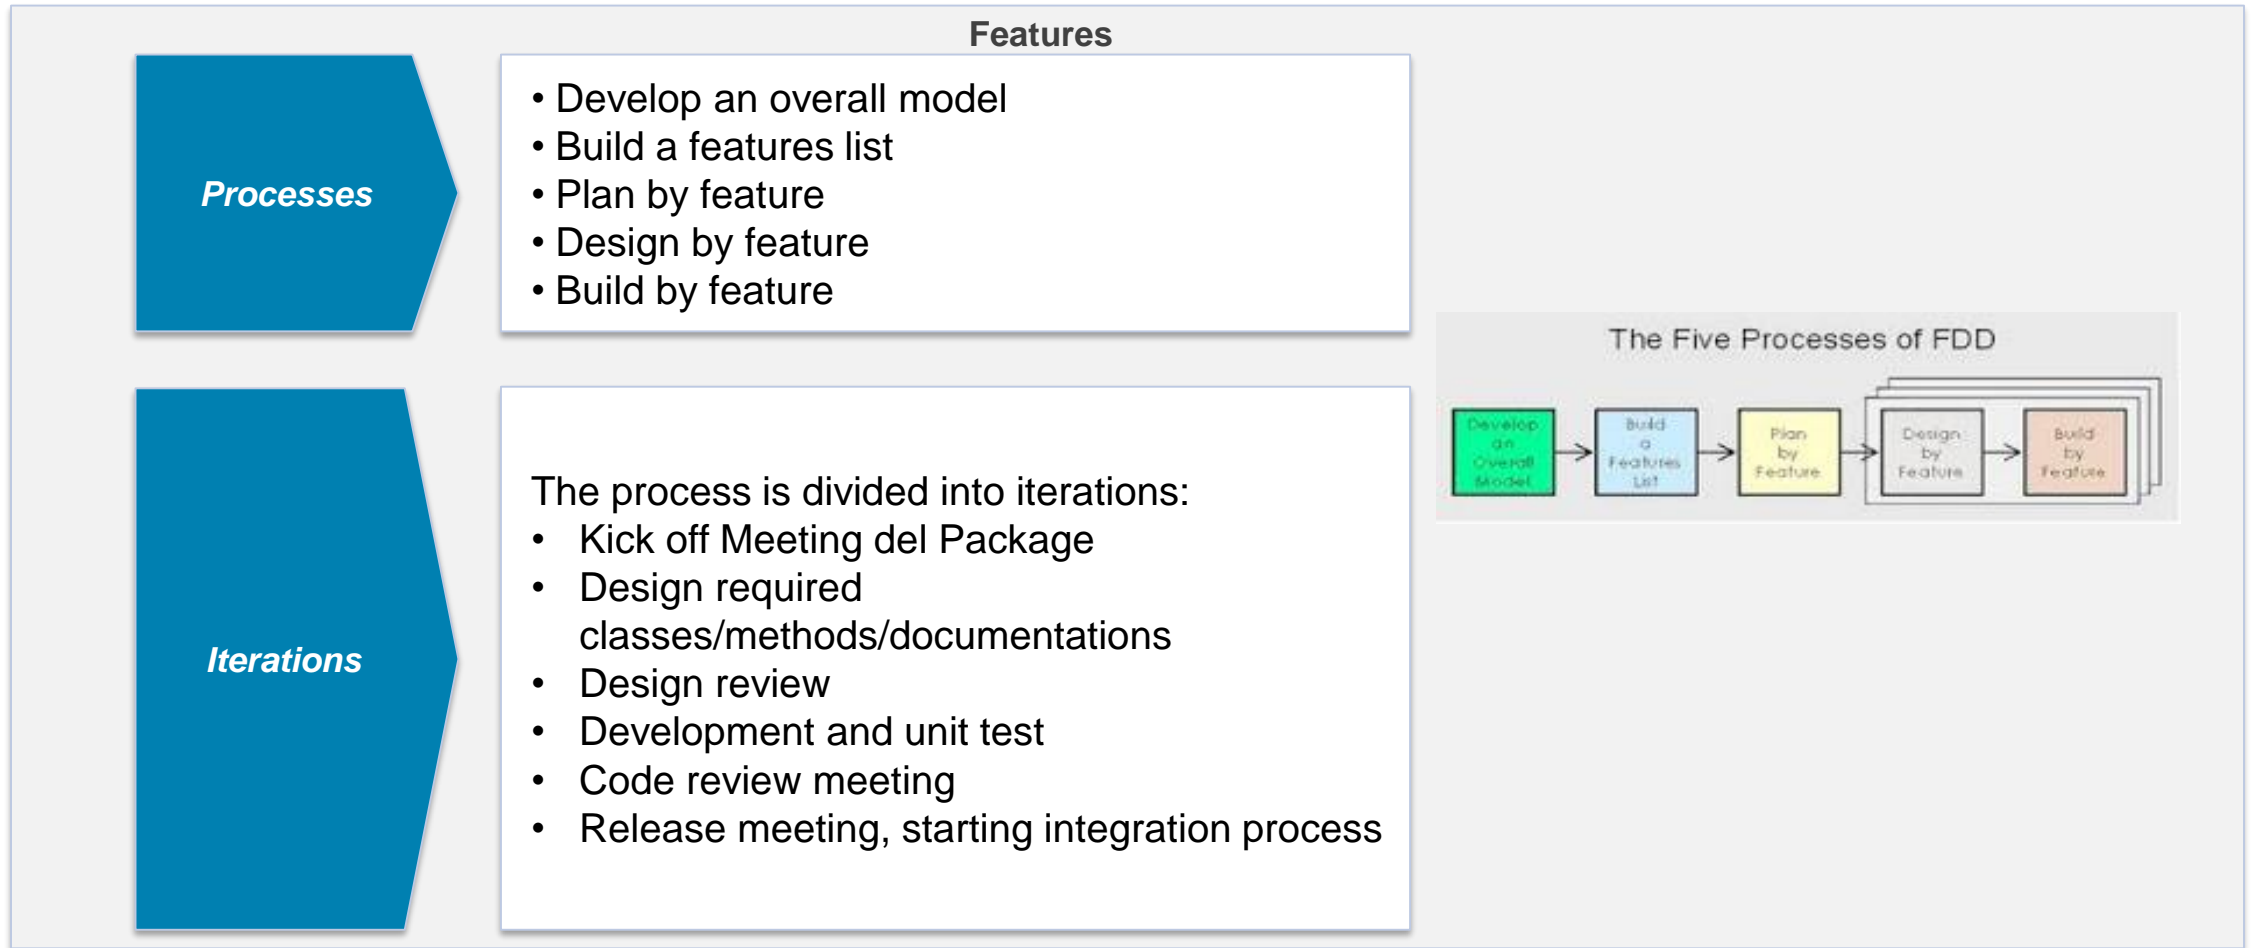 Features
Processes
• Develop an overall model
• Build a features list
• Plan by feature
• Design by feature
• Build by feature
Iterations
The process is divided into iterations:
• Kick off Meeting del Package
• Design required
classes/methods/documentations
• Design review
• Development and unit test
• Code review meeting
• Release meeting, starting integration process
The Five Processes of FDD
Develop
an
Overall
Model
Build
a
Features
List
Plan
by
Feature
Design
by
Feature
Build
by
Feature